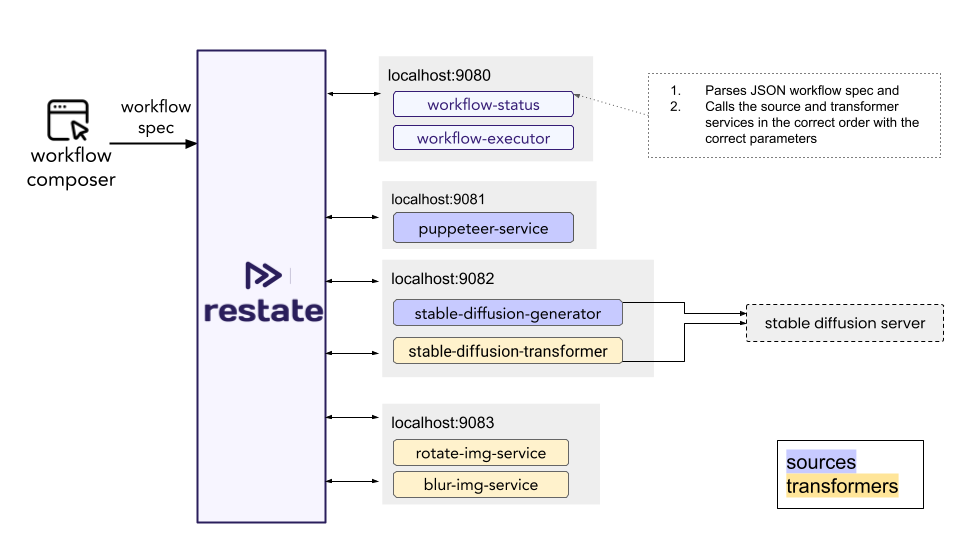 workflow
composer
workflow
spec
restate
localhost:9080
workflow-status
workflow-executor
1. Parses JSON workflow spec and
2. Calls the source and transformer
services in the correct order with the
correct parameters
localhost:9081
puppeteer-service
localhost:9082
stable-diffusion-generator
stable-diffusion-transformer
stable diffusion server
localhost:9083
rotate-img-service
blur-img-service
sources
transformers